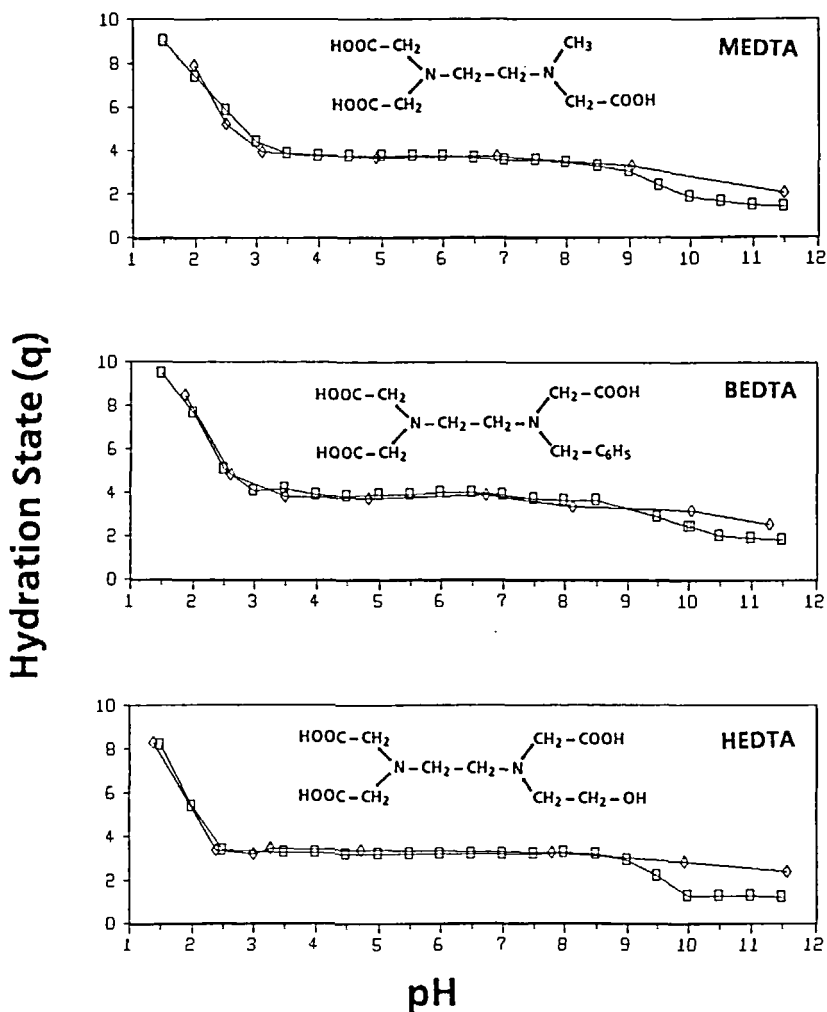 Hydration State (q)
10
8
6
4
2
0
1 2 3 4 5 6 7 8 9 10 11 12
MEDTA
HOOC–CH₂ CH₃
N–CH₂–CH₂–N
HOOC–CH₂ CH₂–COOH
10
8
6
4
2
0
1 2 3 4 5 6 7 8 9 10 11 12
BEDTA
HOOC–CH₂ CH₂–COOH
N–CH₂–CH₂–N
HOOC–CH₂ CH₂–C₆H₅
10
8
6
4
2
0
1 2 3 4 5 6 7 8 9 10 11 12
HEDTA
HOOC–CH₂ CH₂–COOH
N–CH₂–CH₂–N
HOOC–CH₂ CH₂–CH₂–OH
pH